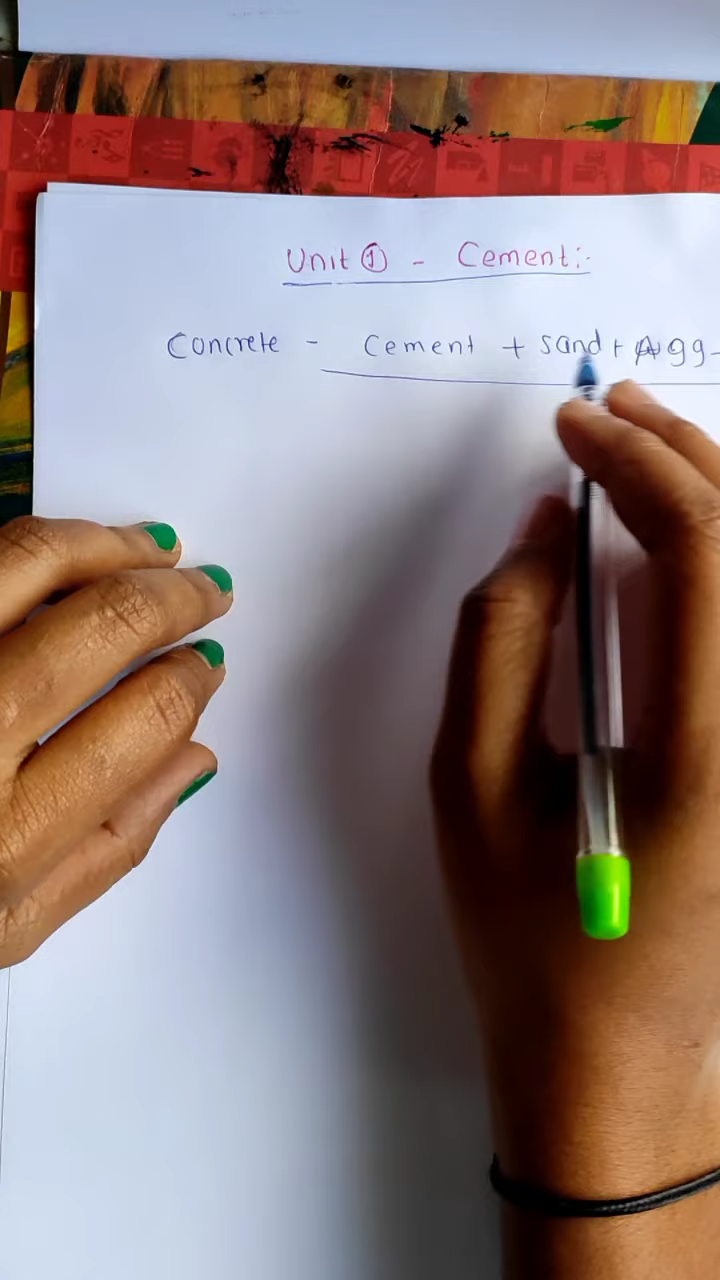 Unit ① - Cement:-
Concrete - Cement + Sand + Agg-